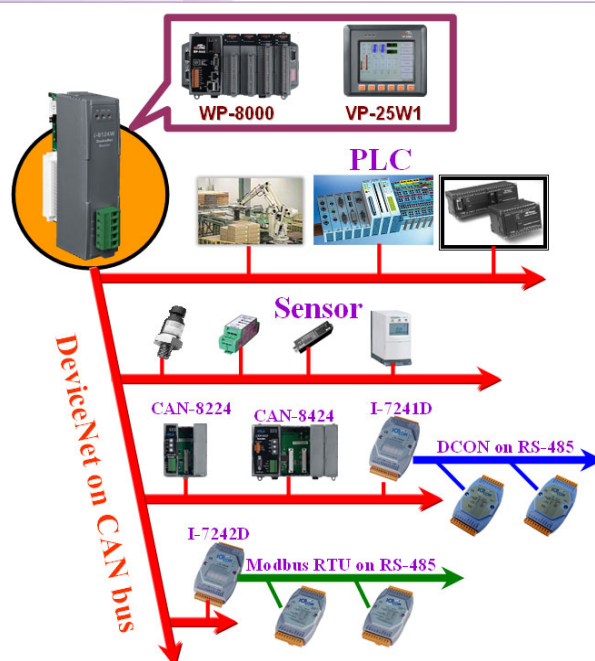 WP-8000
VP-25W1
I-8124W
PLC
Sensor
DeviceNet on CAN bus
CAN-8224
CAN-8424
I-7241D
DCON on RS-485
I-7242D
Modbus RTU on RS-485